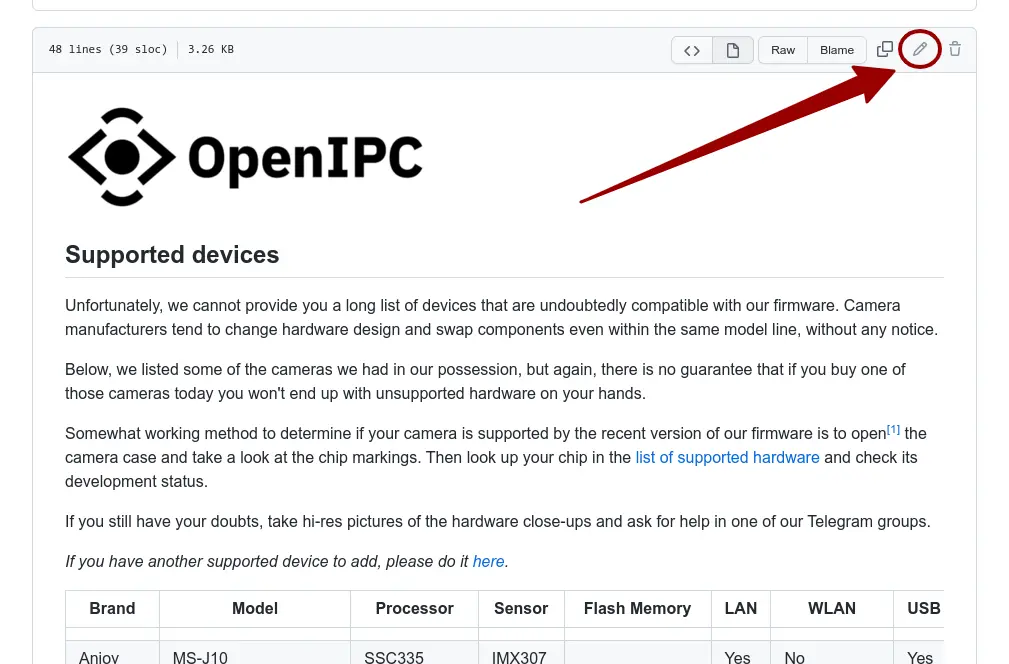 48 lines (39 sloc) 3.26 KB
<> Raw Blame
OpenIPC
Supported devices
Unfortunately, we cannot provide you a long list of devices that are undoubtedly compatible with our firmware. Camera
manufacturers tend to change hardware design and swap components even within the same model line, without any notice.
Below, we listed some of the cameras we had in our possession, but again, there is no guarantee that if you buy one of
those cameras today you won't end up with unsupported hardware on your hands.
Somewhat working method to determine if your camera is supported by the recent version of our firmware is to open[1] the
camera case and take a look at the chip markings. Then look up your chip in the list of supported hardware and check its
development status.
If you still have your doubts, take hi-res pictures of the hardware close-ups and ask for help in one of our Telegram groups.
If you have another supported device to add, please do it here.
Brand Model Processor Sensor Flash Memory LAN WLAN USB
Anjoy MS-J10 SSC335 IMX307 Yes No Yes